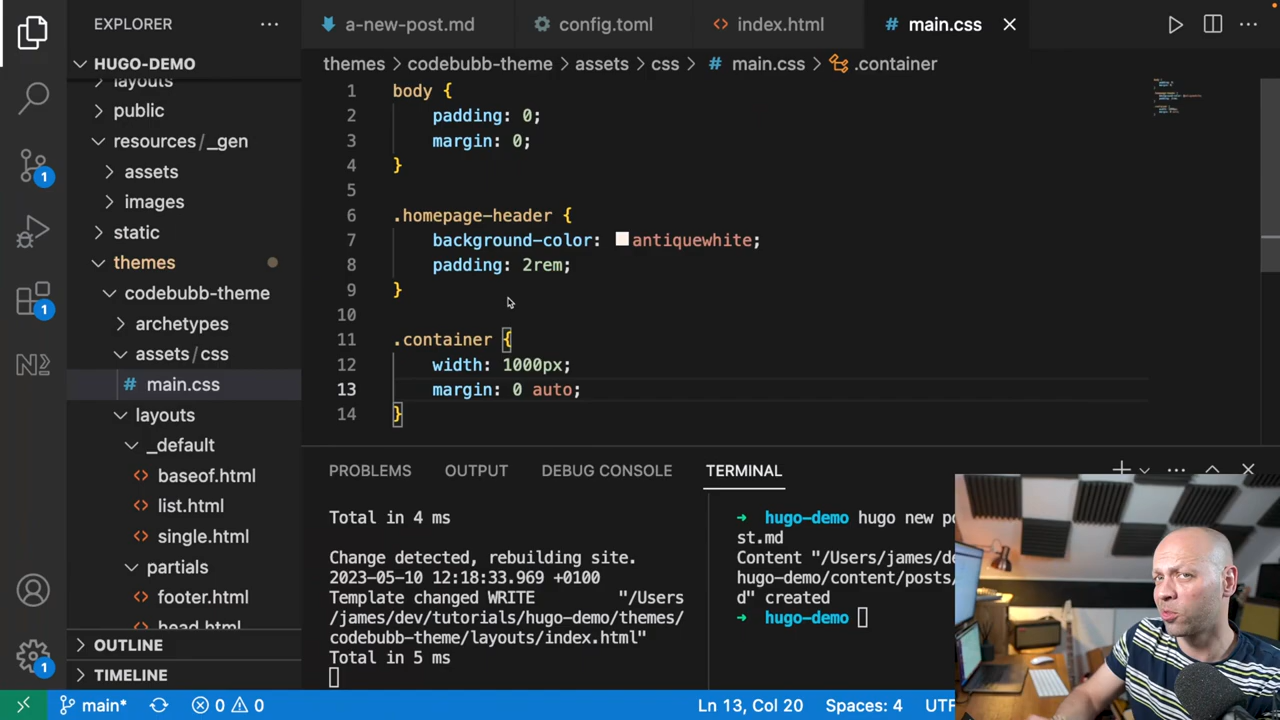 EXPLORER
a-new-post.md
config.toml
index.html
# main.css
HUGO-DEMO
layouts
public
resources/_gen
assets
images
static
themes
codebubb-theme
archetypes
assets/css
# main.css
layouts
_default
baseof.html
list.html
single.html
partials
footer.html
head.html
OUTLINE
TIMELINE
themes > codebubb-theme > assets > css > # main.css > .container
1 body {
2 padding: 0;
3 margin: 0;
4 }
5
6 .homepage-header {
7 background-color: antiquewhite;
8 padding: 2rem;
9 }
10
11 .container {
12 width: 1000px;
13 margin: 0 auto;
14 }
PROBLEMS
OUTPUT
DEBUG CONSOLE
TERMINAL
Total in 4 ms
Change detected, rebuilding site.
2023-05-10 12:18:33.969 +0100
Template changed WRITE "/Users
/james/dev/tutorials/hugo-demo/themes/
codebubb-theme/layouts/index.html"
Total in 5 ms
➜ hugo-demo hugo new po
st.md
Content "/Users/james/de
hugo-demo/content/posts/
d" created
➜ hugo-demo
1
1
1
main*
0
0
Ln 13, Col 20
Spaces: 4
UTF